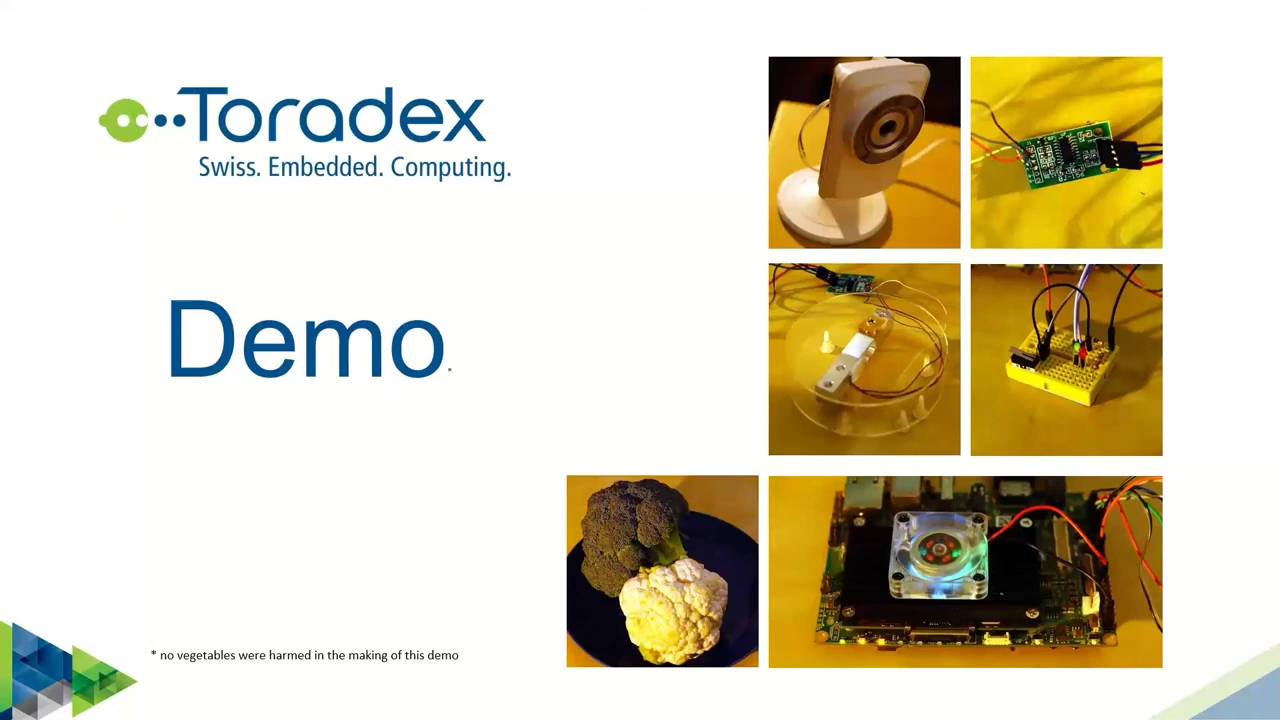 Toradex
Swiss. Embedded. Computing.
Demo.
* no vegetables were harmed in the making of this demo